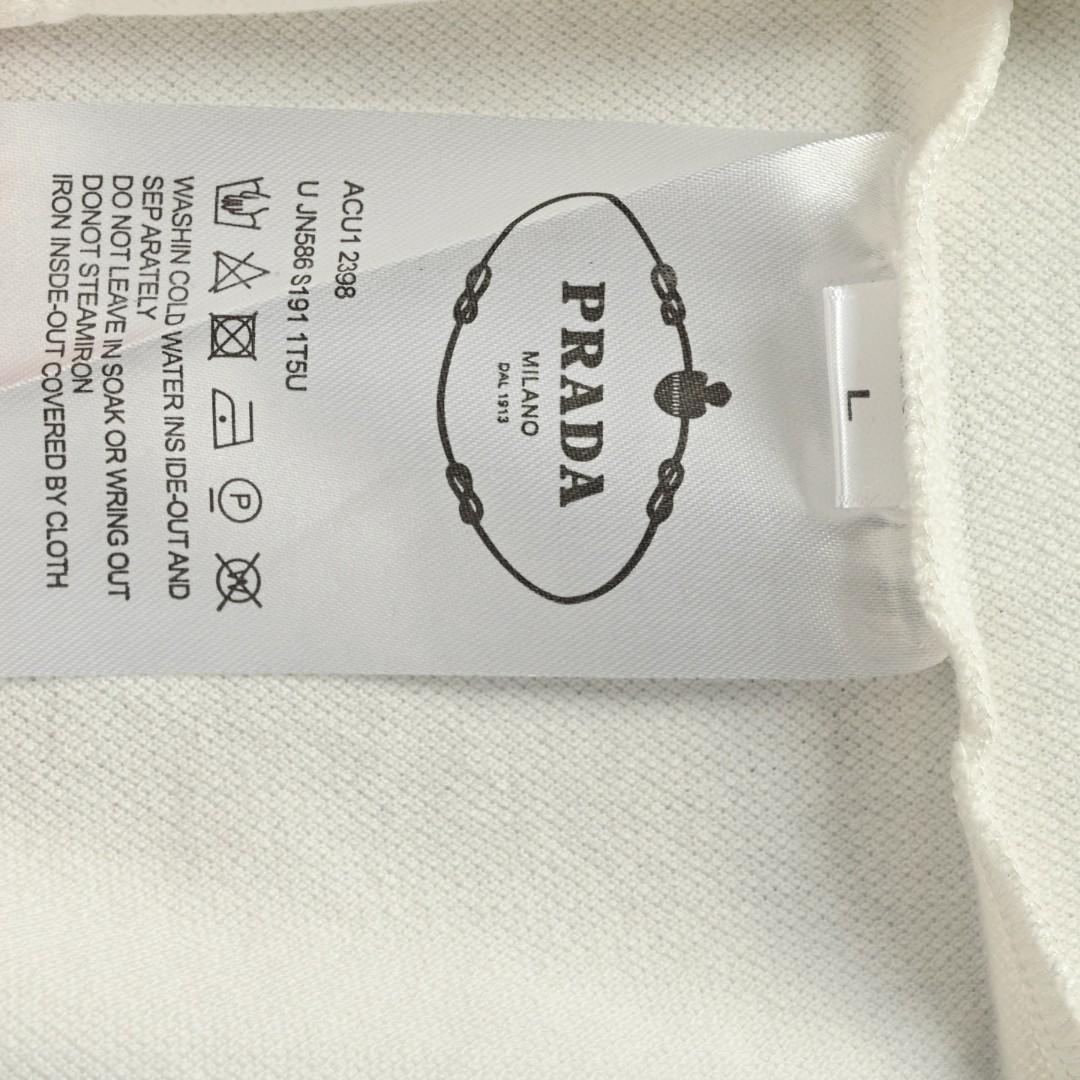 L
PRADA
MILANO
DAL 1913
ACU1 2398
U JN586 S191 1T5U
P
WASHIN COLD WATER INS IDE-OUT AND
SEP ARATELY
DO NOT LEAVE IN SOAK OR WRING OUT
DONOT STEAMIRON
IRON INSDE-OUT COVERED BY CLOTH